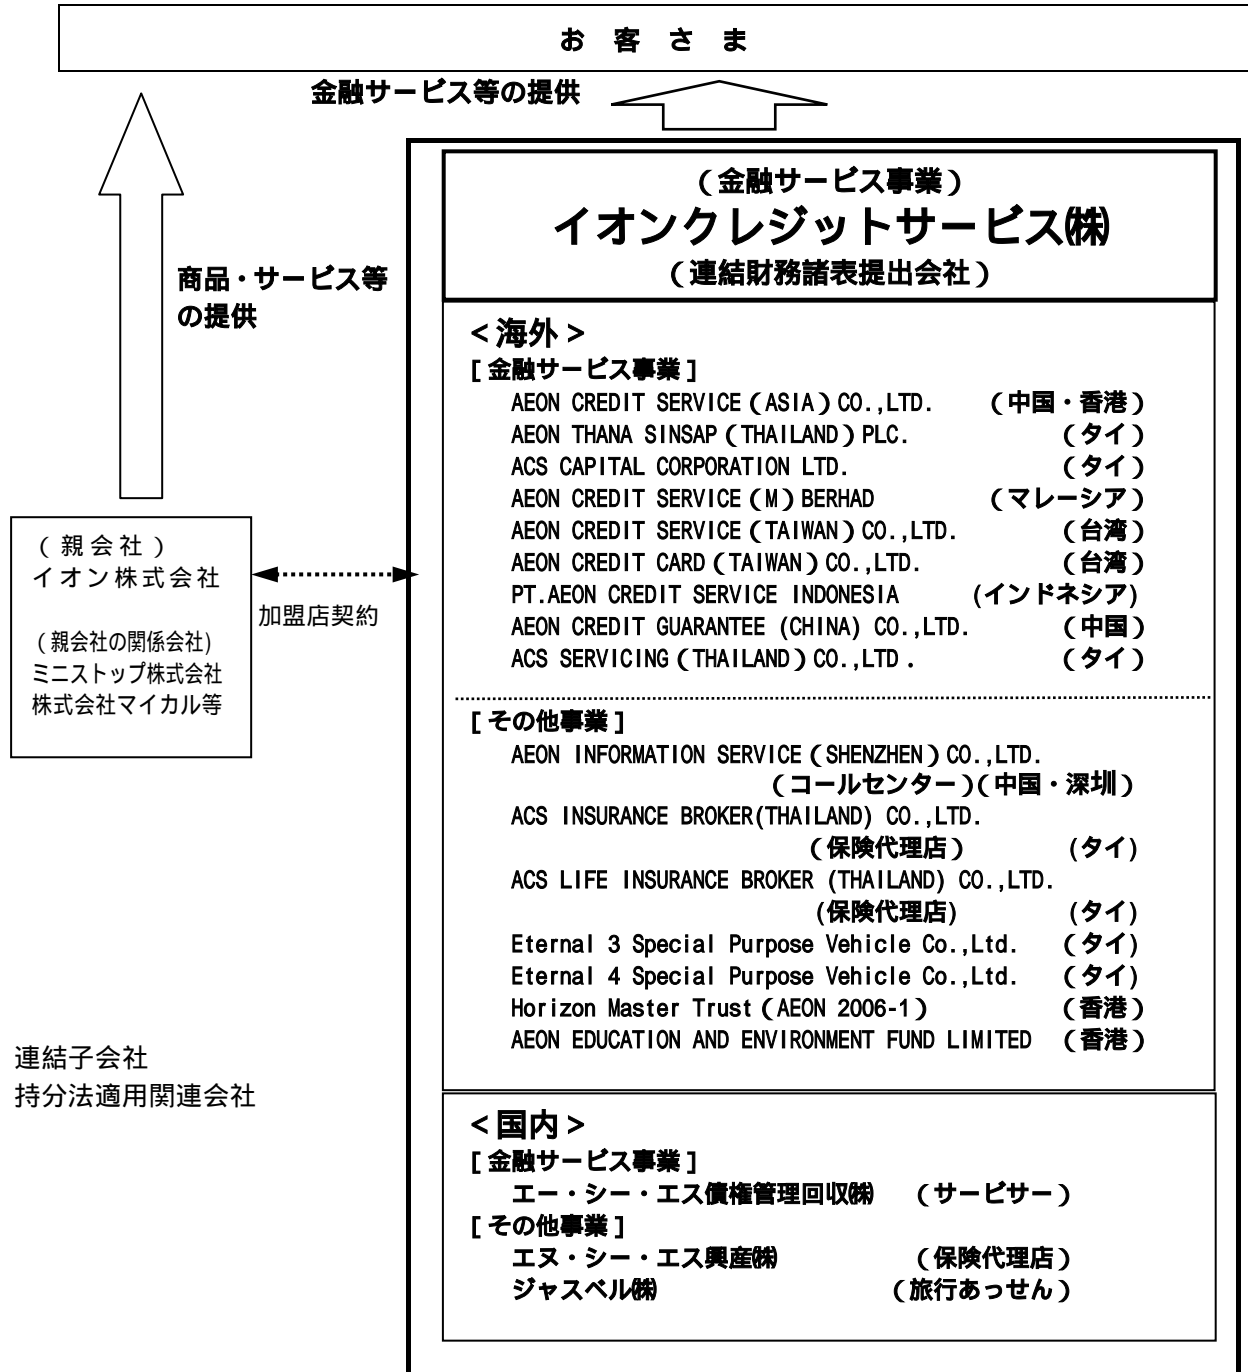 お 客 さ ま
金融サービス等の提供
（金融サービス事業）
イオンクレジットサービス㈱
（連結財務諸表提出会社）
商品・サービス等
の提供
＜海外＞
[金融サービス事業]
AEON CREDIT SERVICE（ASIA）CO.,LTD. （中国・香港）
AEON THANA SINSAP（THAILAND）PLC. （タイ）
ACS CAPITAL CORPORATION LTD. （タイ）
AEON CREDIT SERVICE（M）BERHAD （マレーシア）
AEON CREDIT SERVICE（TAIWAN）CO.,LTD. （台湾）
AEON CREDIT CARD（TAIWAN）CO.,LTD. （台湾）
PT.AEON CREDIT SERVICE INDONESIA (インドネシア)
AEON CREDIT GUARANTEE (CHINA) CO.,LTD. （中国）
ACS SERVICING（THAILAND）CO.,LTD． （タイ）
（親会社）
イオン株式会社
（親会社の関係会社)
ミニストップ株式会社
株式会社マイカル等
加盟店契約
[その他事業]
AEON INFORMATION SERVICE（SHENZHEN）CO.,LTD.
（コールセンター）（中国・深圳）
ACS INSURANCE BROKER(THAILAND) CO.,LTD.
（保険代理店） (タイ)
ACS LIFE INSURANCE BROKER (THAILAND) CO.,LTD.
(保険代理店) (タイ)
Eternal 3 Special Purpose Vehicle Co.,Ltd. （タイ)
Eternal 4 Special Purpose Vehicle Co.,Ltd. （タイ)
Horizon Master Trust（AEON 2006-1） （香港）
AEON EDUCATION AND ENVIRONMENT FUND LIMITED （香港）
連結子会社
持分法適用関連会社
＜国内＞
[金融サービス事業]
エー・シー・エス債権管理回収㈱ （サービサー）
[その他事業]
エヌ・シー・エス興産㈱ （保険代理店）
ジャスベル㈱ （旅行あっせん）